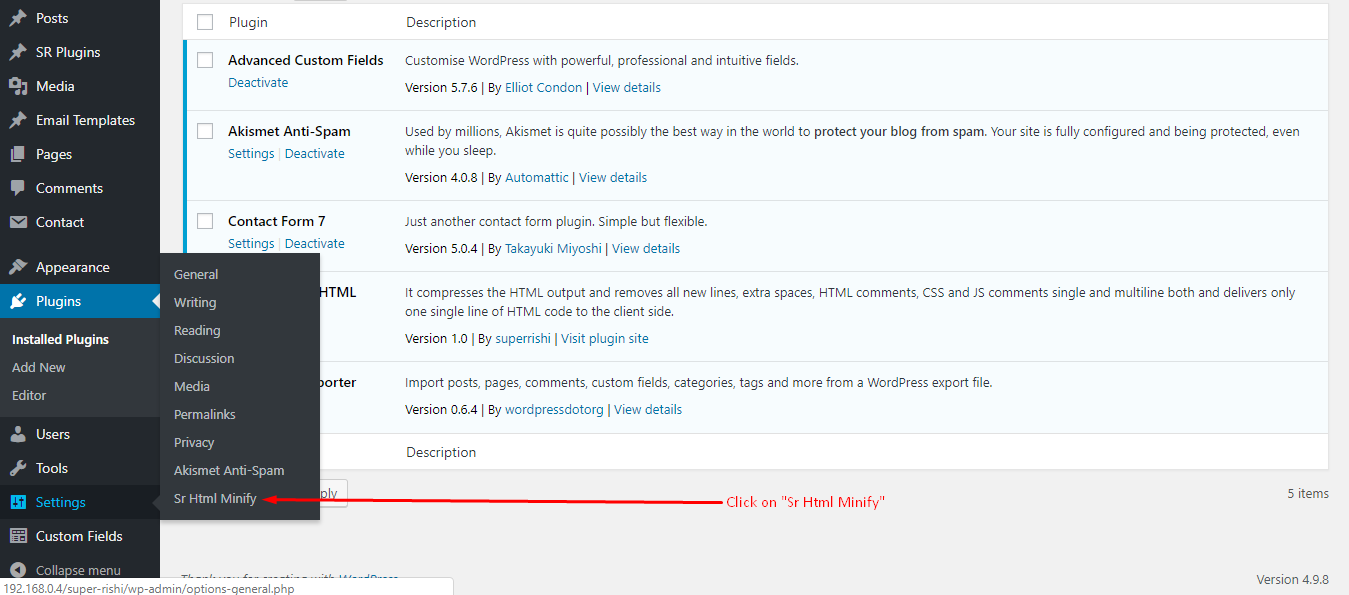 Posts
SR Plugins
Media
Email Templates
Pages
Comments
Contact
Appearance
Plugins
Installed Plugins
Add New
Editor
Users
Tools
Settings
Custom Fields
Collapse menu
General
Writing
Reading
Discussion
Media
Permalinks
Privacy
Akismet Anti-Spam
Sr Html Minify
Plugin Description
Advanced Custom Fields Customise WordPress with powerful, professional and intuitive fields.
Deactivate
Version 5.7.6 | By Elliot Condon | View details
Akismet Anti-Spam Used by millions, Akismet is quite possibly the best way in the world to protect your blog from spam. Your site is fully configured and being protected, even
Settings | Deactivate while you sleep.
Version 4.0.8 | By Automattic | View details
Contact Form 7 Just another contact form plugin. Simple but flexible.
Settings | Deactivate Version 5.0.4 | By Takayuki Miyoshi | View details
HTML It compresses the HTML output and removes all new lines, extra spaces, HTML comments, CSS and JS comments single and multiline both and delivers only
one single line of HTML code to the client side.
Version 1.0 | By superrishi | Visit plugin site
porter Import posts, pages, comments, custom fields, categories, tags and more from a WordPress export file.
Version 0.6.4 | By wordpressdotorg | View details
Description
ply
Click on "Sr Html Minify"
5 items
Thank you for creating with WordPress.
Version 4.9.8
192.168.0.4/super-rishi/wp-admin/options-general.php